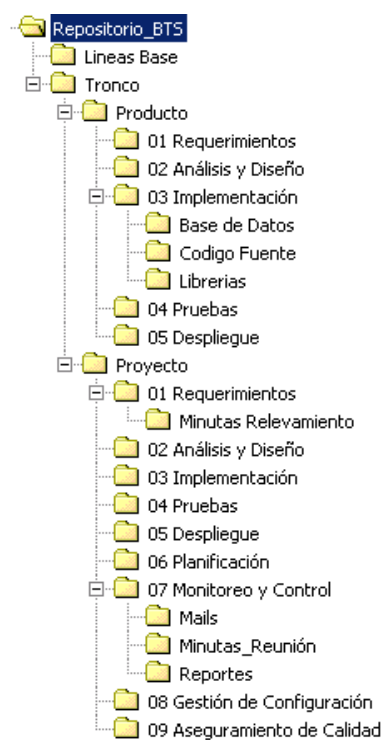 Repositorio_BTS
Lineas Base
Tronco
Producto
01 Requerimientos
02 Análisis y Diseño
03 Implementación
Base de Datos
Codigo Fuente
Librerias
04 Pruebas
05 Despliegue
Proyecto
01 Requerimientos
Minutas Relevamiento
02 Análisis y Diseño
03 Implementación
04 Pruebas
05 Despliegue
06 Planificación
07 Monitoreo y Control
Mails
Minutas_Reunión
Reportes
08 Gestión de Configuración
09 Aseguramiento de Calidad